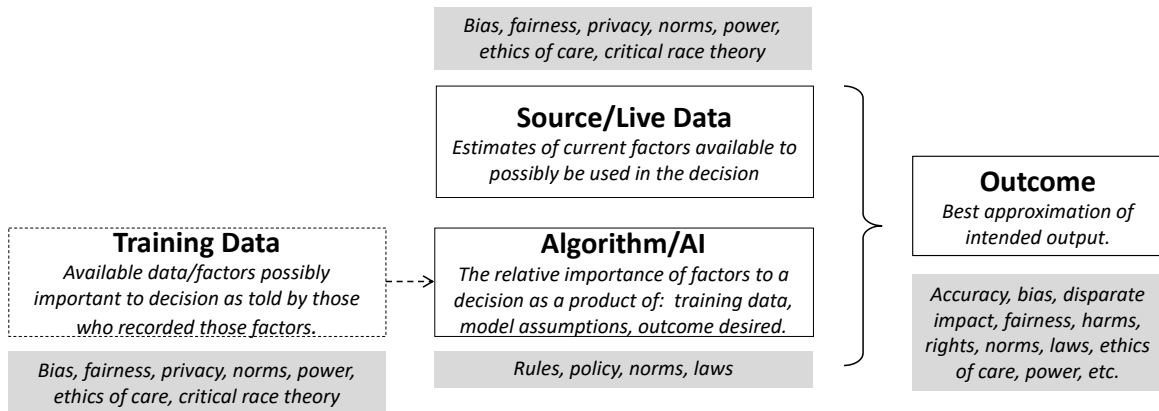 Bias, fairness, privacy, norms, power,
ethics of care, critical race theory
Source/Live Data
Estimates of current factors available to
possibly be used in the decision
Training Data
Available data/factors possibly
important to decision as told by those
who recorded those factors.
Bias, fairness, privacy, norms, power,
ethics of care, critical race theory
Algorithm/AI
The relative importance of factors to a
decision as a product of: training data,
model assumptions, outcome desired.
Rules, policy, norms, laws
Outcome
Best approximation of
intended output.
Accuracy, bias, disparate
impact, fairness, harms,
rights, norms, laws, ethics
of care, power, etc.